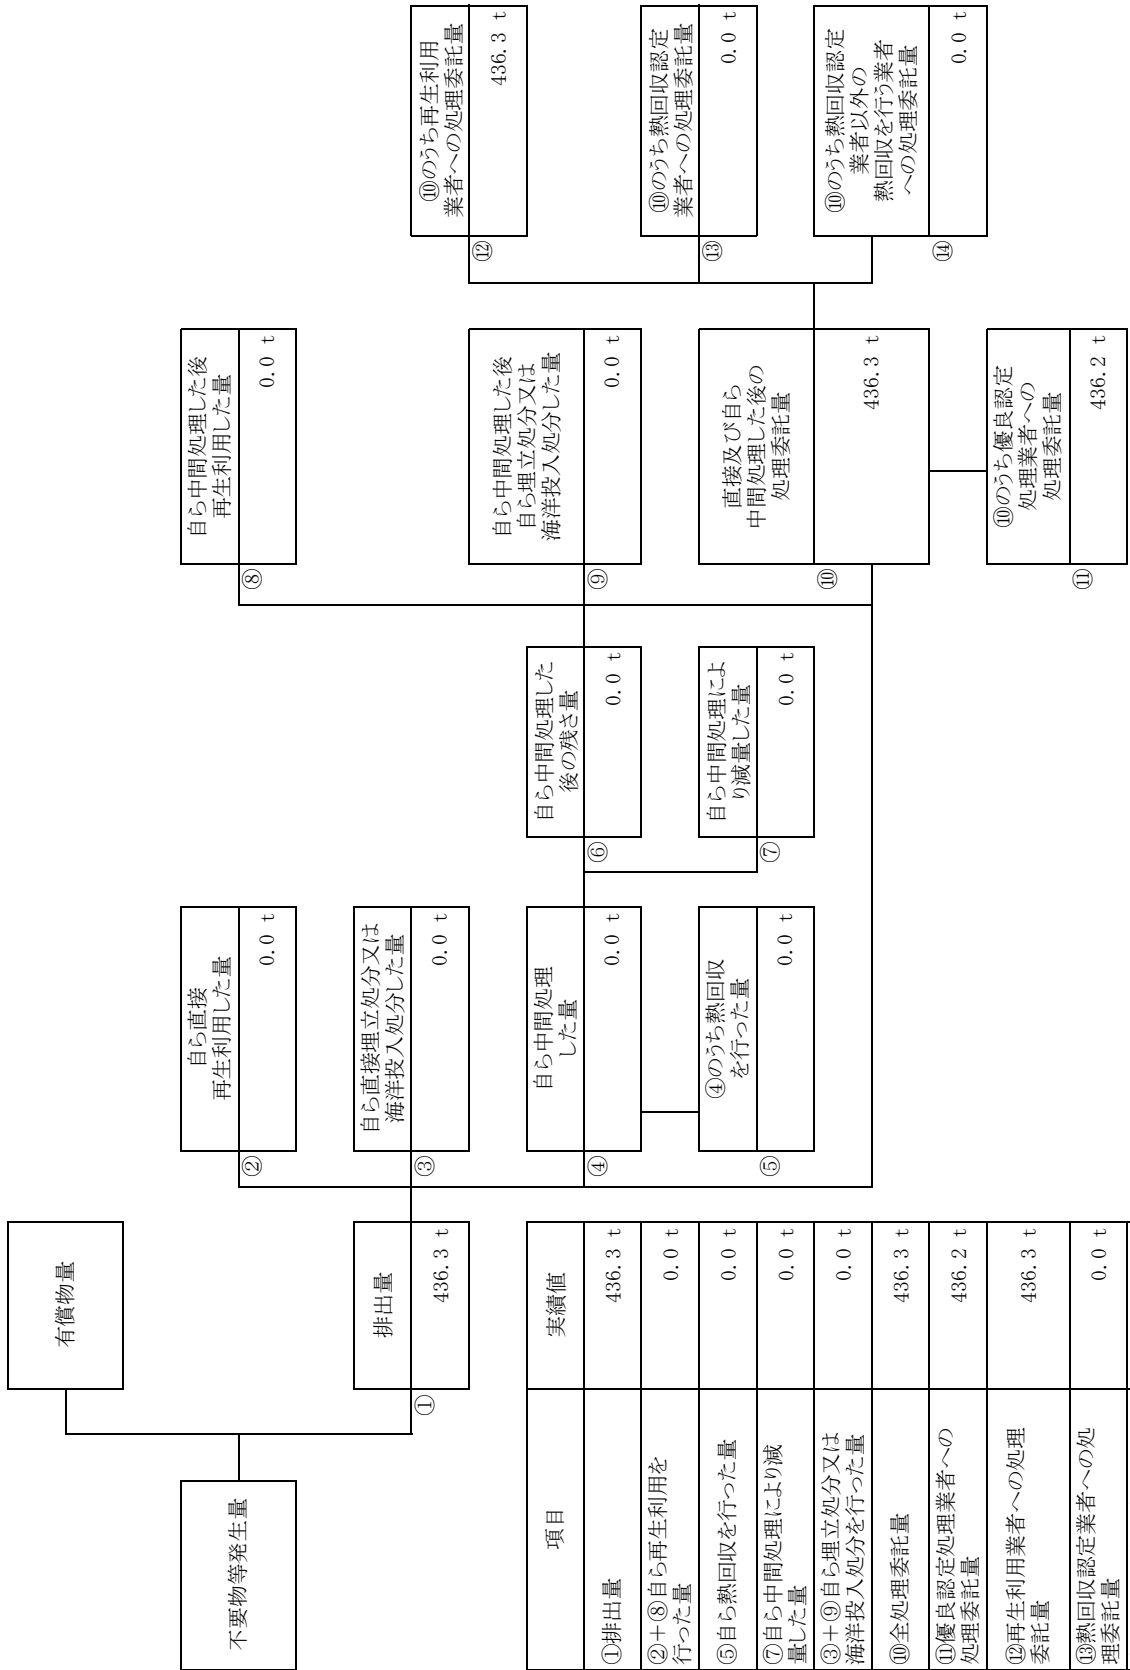 不要物等発生量
有償物量
排出量
①
436.3 t
自ら直接
再生利用した量
②
0.0 t
自ら直接埋立処分又は
海洋投入処分した量
③
0.0 t
自ら中間処理
した量
④
0.0 t
④のうち熱回収
を行った量
⑤
0.0 t
自ら中間処理した
後の残さ量
⑥
0.0 t
自ら中間処理によ
り減量した量
⑦
0.0 t
自ら中間処理した後
再生利用した量
⑧
0.0 t
自ら中間処理した後
自ら埋立処分又は
海洋投入処分した量
⑨
0.0 t
直接及び自ら
中間処理した後の
処理委託量
⑩
436.3 t
⑩のうち優良認定
処理業者への
処理委託量
⑪
436.2 t
⑩のうち再生利用
業者への処理委託量
⑫
436.3 t
⑩のうち熱回収認定
業者への処理委託量
⑬
0.0 t
⑩のうち熱回収認定
業者以外の
熱回収を行う業者
への処理委託量
⑭
0.0 t
項目 実績値
①排出量 436.3 t
②+⑧自ら再生利用を
行った量 0.0 t
⑤自ら熱回収を行った量 0.0 t
⑦自ら中間処理により減
量した量 0.0 t
③+⑨自ら埋立処分又は
海洋投入処分を行った量 0.0 t
⑩全処理委託量 436.3 t
⑪優良認定処理業者への
処理委託量 436.2 t
⑫再生利用業者への処理
委託量 436.3 t
⑬熱回収認定業者への処
理委託量 0.0 t